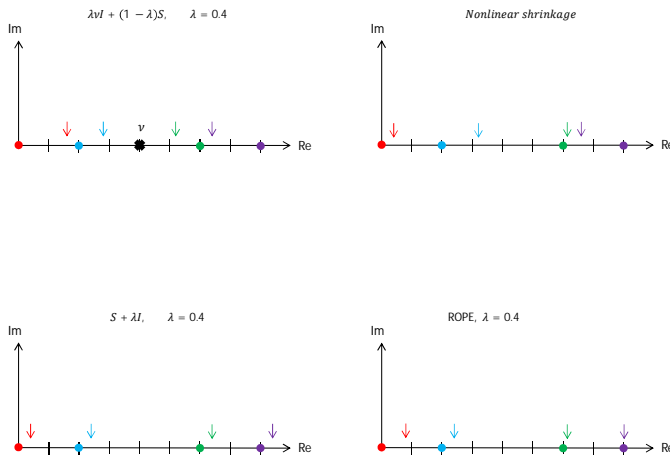 λνI + (1 − λ)S, λ = 0.4
Nonlinear shrinkage
Im
Im
ν
Re
Re
S + λI, λ = 0.4
ROPE, λ = 0.4
Im
Im
Re
Re